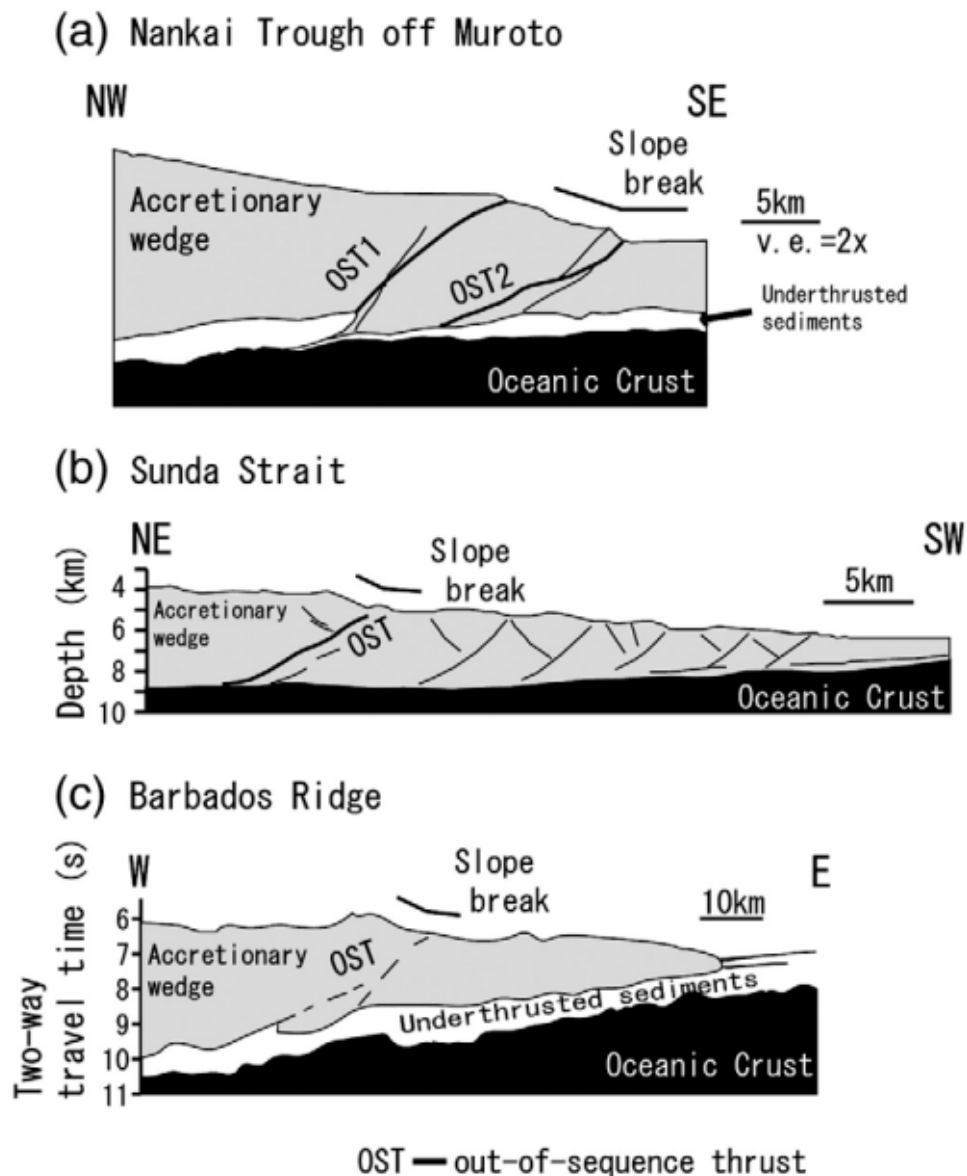 (a) Nankai Trough off Muroto
NW
SE
Slope
break
5km
v.e.=2x
Accretionary
wedge
OST1
OST2
Underthrusted
sediments
Oceanic Crust
(b) Sunda Strait
NE
SW
Slope
break
5km
Depth (km)
4
6
8
10
Accretionary
wedge
OST
Oceanic Crust
(c) Barbados Ridge
W
E
Slope
break
10km
Two-way
travel time (s)
6
7
8
9
10
11
Accretionary
wedge
OST
Underthrusted sediments
Oceanic Crust
OST — out-of-sequence thrust